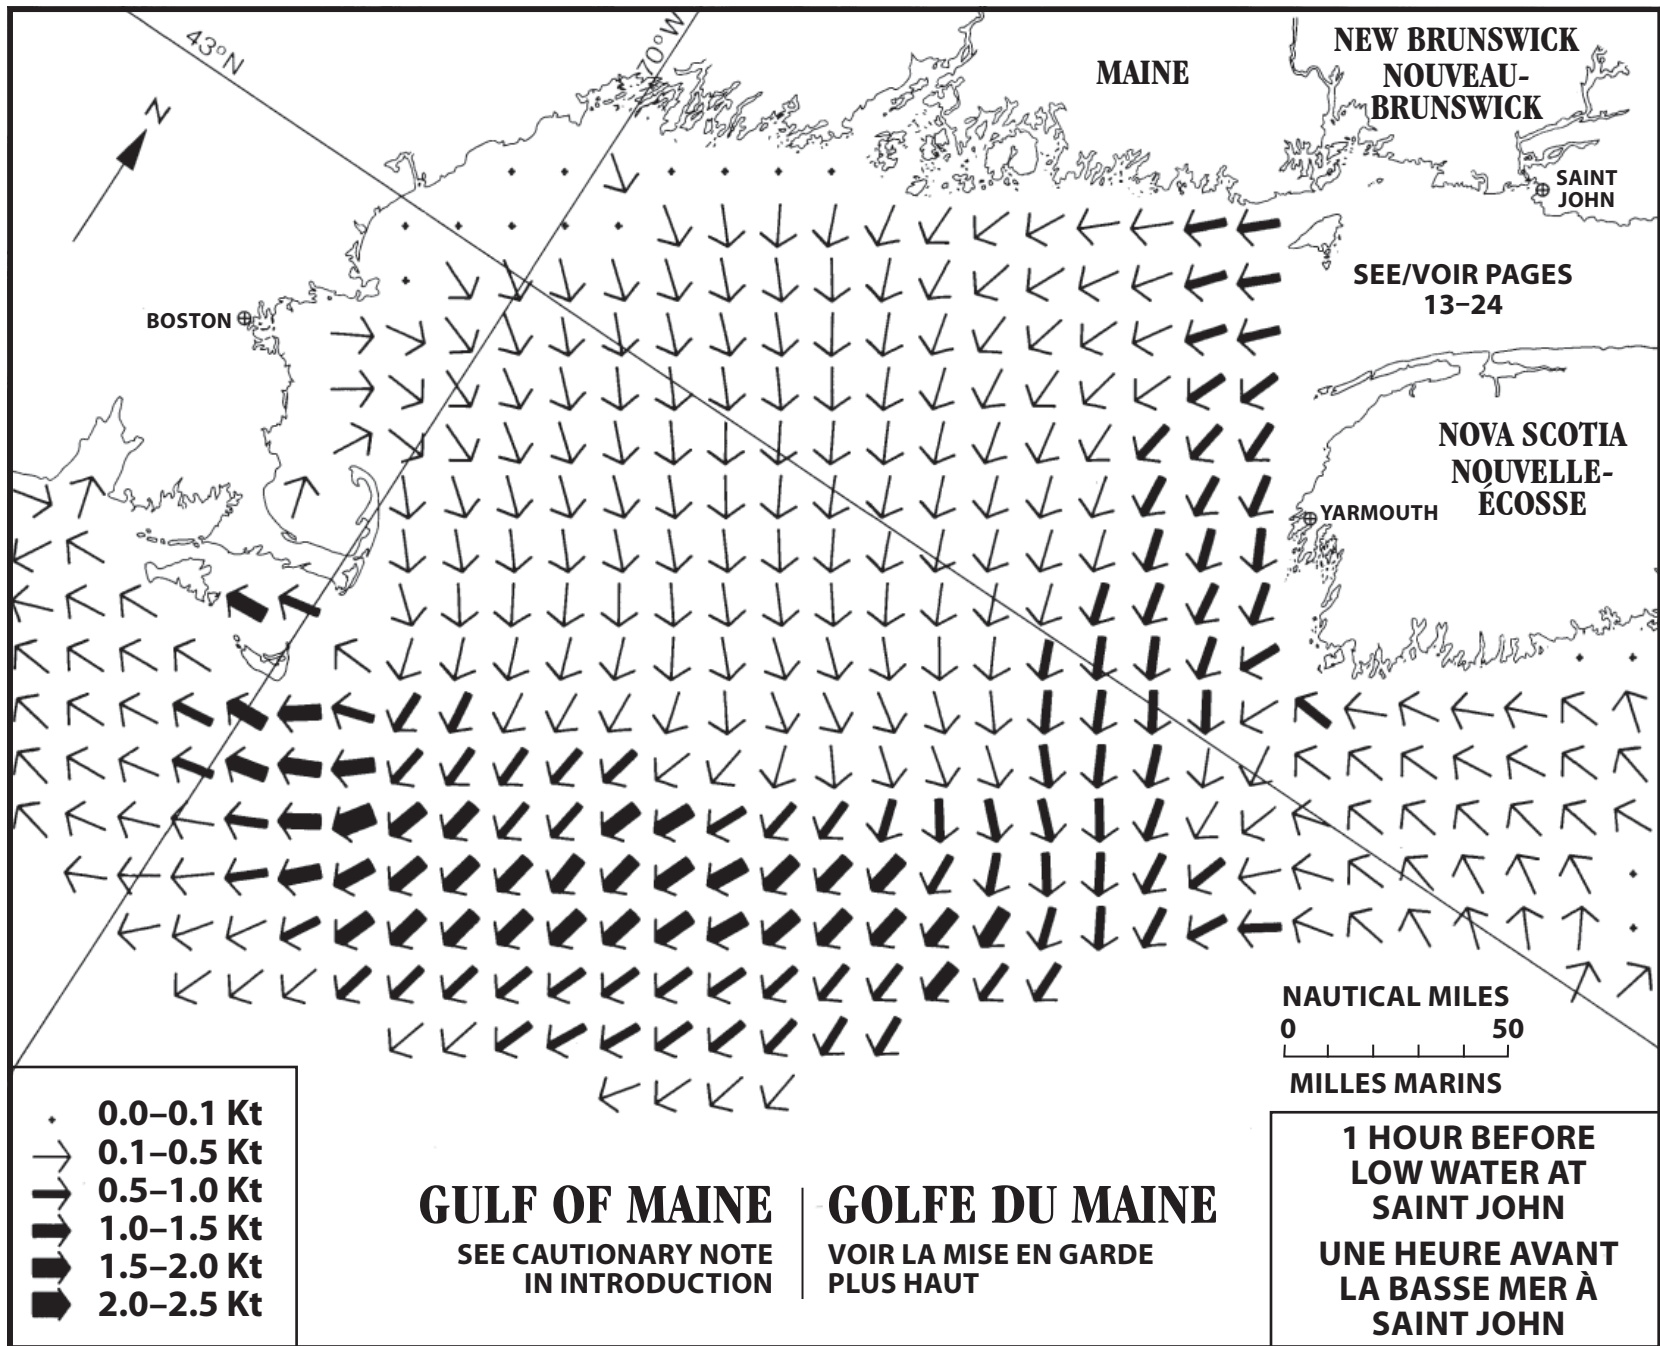 43°N
70°W
N
MAINE
NEW BRUNSWICK
NOUVEAU-
BRUNSWICK
SAINT
JOHN
SEE/VOIR PAGES
13–24
BOSTON
NOVA SCOTIA
NOUVELLE-
ÉCOSSE
YARMOUTH
NAUTICAL MILES
0 50
MILLES MARINS
0.0–0.1 Kt
0.1–0.5 Kt
0.5–1.0 Kt
1.0–1.5 Kt
1.5–2.0 Kt
2.0–2.5 Kt
GULF OF MAINE
SEE CAUTIONARY NOTE
IN INTRODUCTION
GOLFE DU MAINE
VOIR LA MISE EN GARDE
PLUS HAUT
1 HOUR BEFORE
LOW WATER AT
SAINT JOHN
UNE HEURE AVANT
LA BASSE MER À
SAINT JOHN